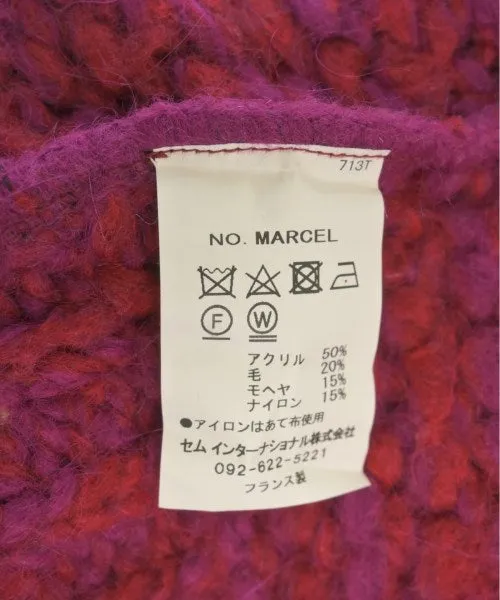 713T
NO. MARCEL
F W
アクリル 50%
毛 20%
モヘヤ 15%
ナイロン 15%
●アイロンはあて布使用
セム インターナショナル株式会社
092-622-5221
フランス製